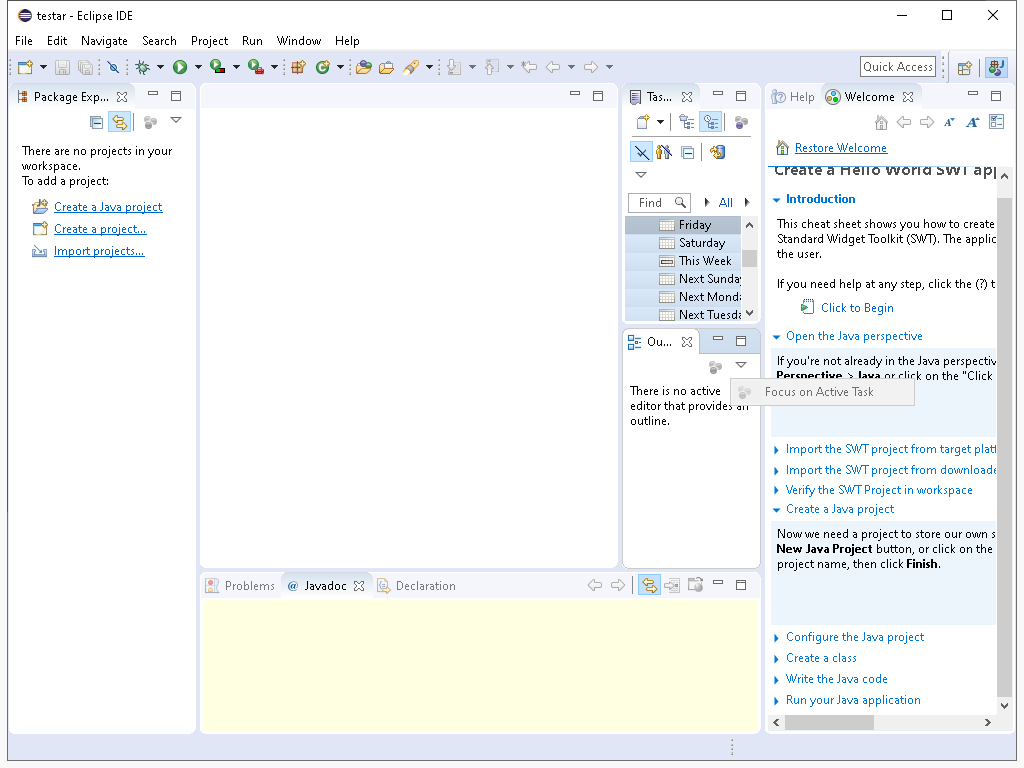 testar - Eclipse IDE
File Edit Navigate Search Project Run Window Help
Quick Access
Package Exp...
There are no projects in your
workspace.
To add a project:
Create a Java project
Create a project...
Import projects...
Tas...
Find
All
Friday
Saturday
This Week
Next Sunday
Next Monda
Next Tuesda
Ou...
There is no active
editor that provides an
outline.
Focus on Active Task
Problems
@ Javadoc
Declaration
Help
Welcome
Restore Welcome
Create a Hello World SWT app
Introduction
This cheat sheet shows you how to create
Standard Widget Toolkit (SWT). The applic
the user.
If you need help at any step, click the (?) t
Click to Begin
Open the Java perspective
If you're not already in the Java perspectiv
Perspective > Java or click on the "Click
Import the SWT project from target platf
Import the SWT project from downloade
Verify the SWT Project in workspace
Create a Java project
Now we need a project to store our own s
New Java Project button, or click on the
project name, then click Finish.
Configure the Java project
Create a class
Write the Java code
Run your Java application